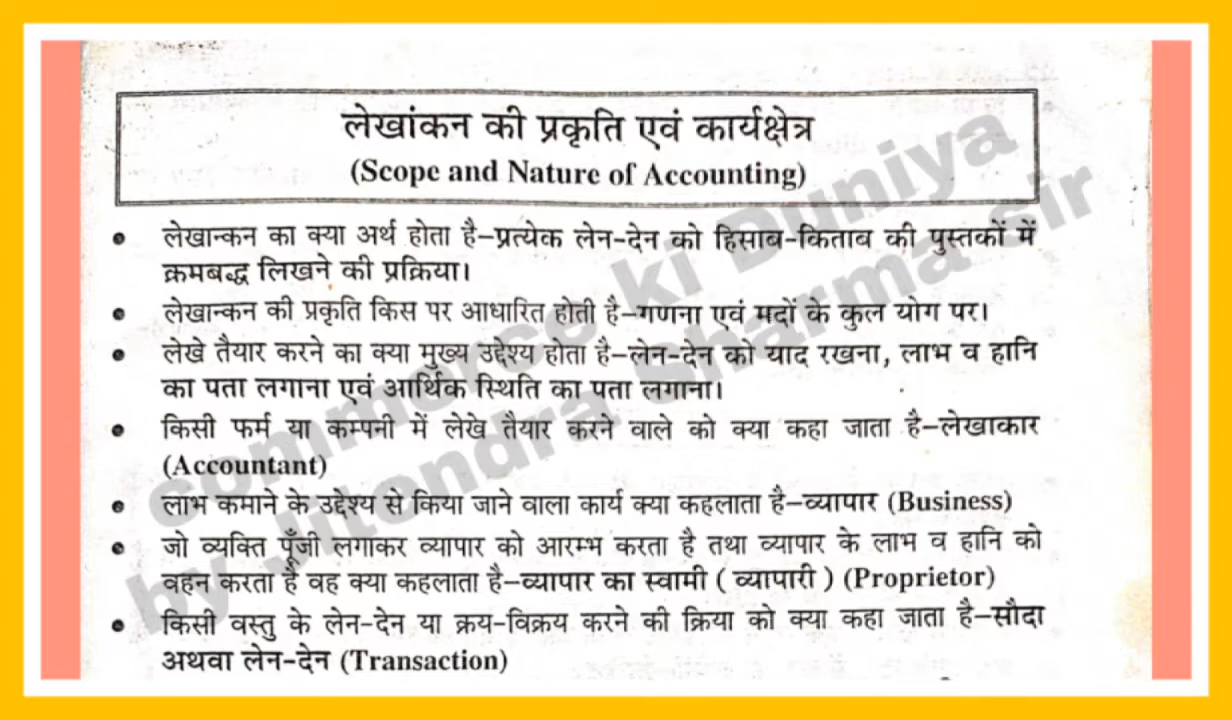 लेखांकन की प्रकृति एवं कार्यक्षेत्र
(Scope and Nature of Accounting)
• लेखान्कन का क्या अर्थ होता है–प्रत्येक लेन-देन को हिसाब-किताब की पुस्तकों में
क्रमबद्ध लिखने की प्रक्रिया।
• लेखान्कन की प्रकृति किस पर आधारित होती है–गणना एवं मदों के कुल योग पर।
• लेखे तैयार करने का क्या मुख्य उद्देश्य होता है–लेन-देन को याद रखना, लाभ व हानि
का पता लगाना एवं आर्थिक स्थिति का पता लगाना।
• किसी फर्म या कम्पनी में लेखे तैयार करने वाले को क्या कहा जाता है–लेखाकार
(Accountant)
• लाभ कमाने के उद्देश्य से किया जाने वाला कार्य क्या कहलाता है–व्यापार (Business)
• जो व्यक्ति पूँजी लगाकर व्यापार को आरम्भ करता है तथा व्यापार के लाभ व हानि को
वहन करता है वह क्या कहलाता है–व्यापार का स्वामी ( व्यापारी ) (Proprietor)
• किसी वस्तु के लेन-देन या क्रय-विक्रय करने की क्रिया को क्या कहा जाता है–सौदा
अथवा लेन-देन (Transaction)
commerce ki Duniya
by Jitendra Sharma sir